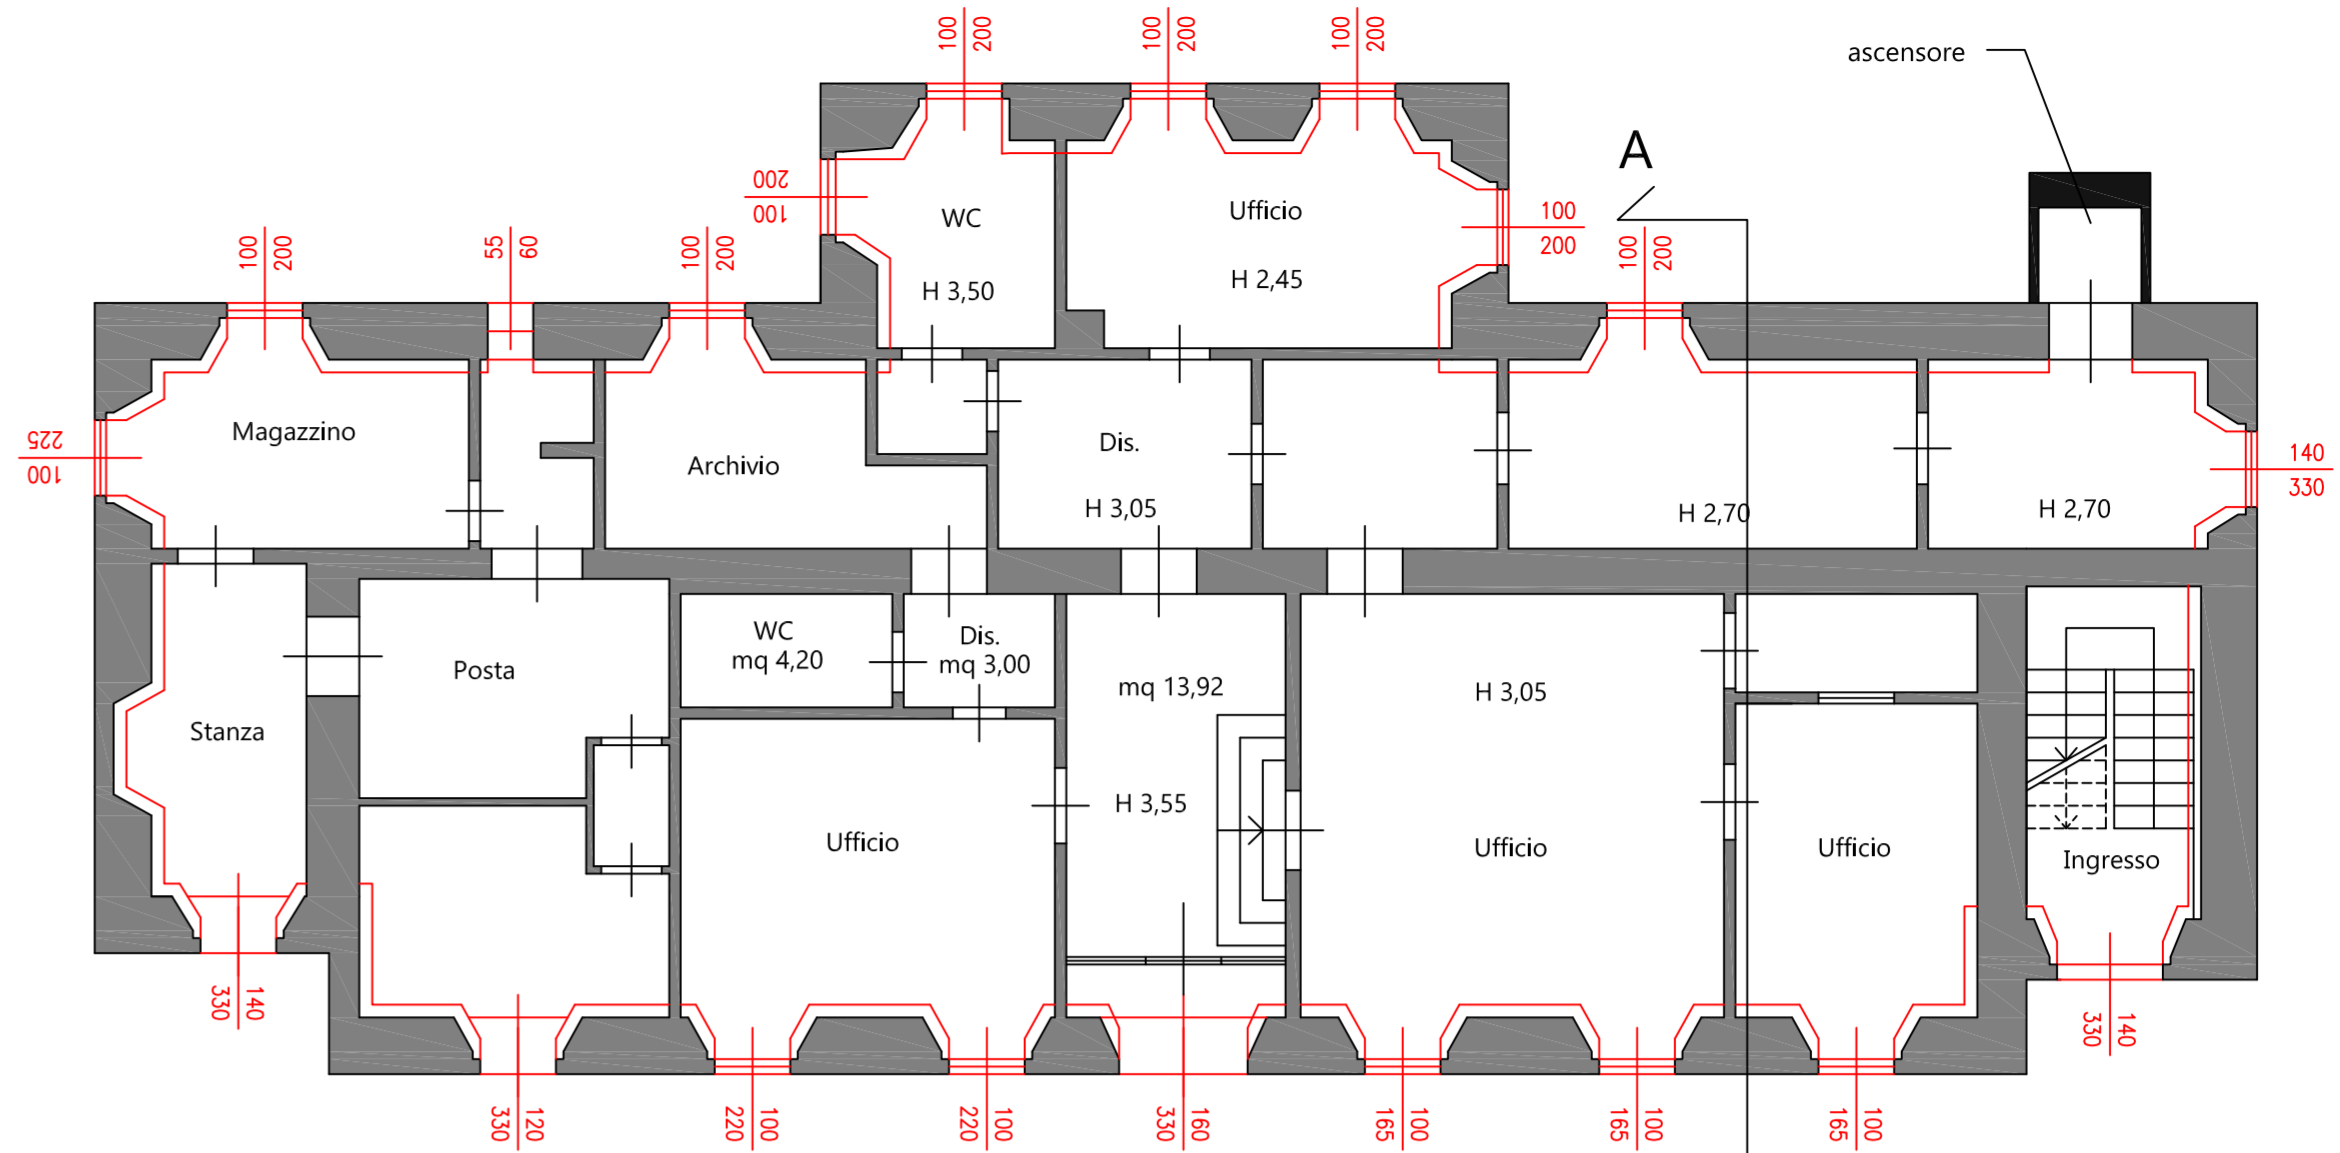 100
200
100
200
100
200
ascensore
A
200
100
WC
H 3,50
Ufficio
H 2,45
100
200
100
200
55
60
100
200
100
200
225
100
Magazzino
Archivio
Dis.
H 3,05
H 2,70
H 2,70
140
330
Stanza
Posta
WC
mq 4,20
Dis.
mq 3,00
mq 13,92
H 3,55
H 3,05
Ufficio
Ufficio
Ufficio
Ingresso
330
140
330
140
330
120
220
100
220
100
330
160
165
100
165
100
165
100